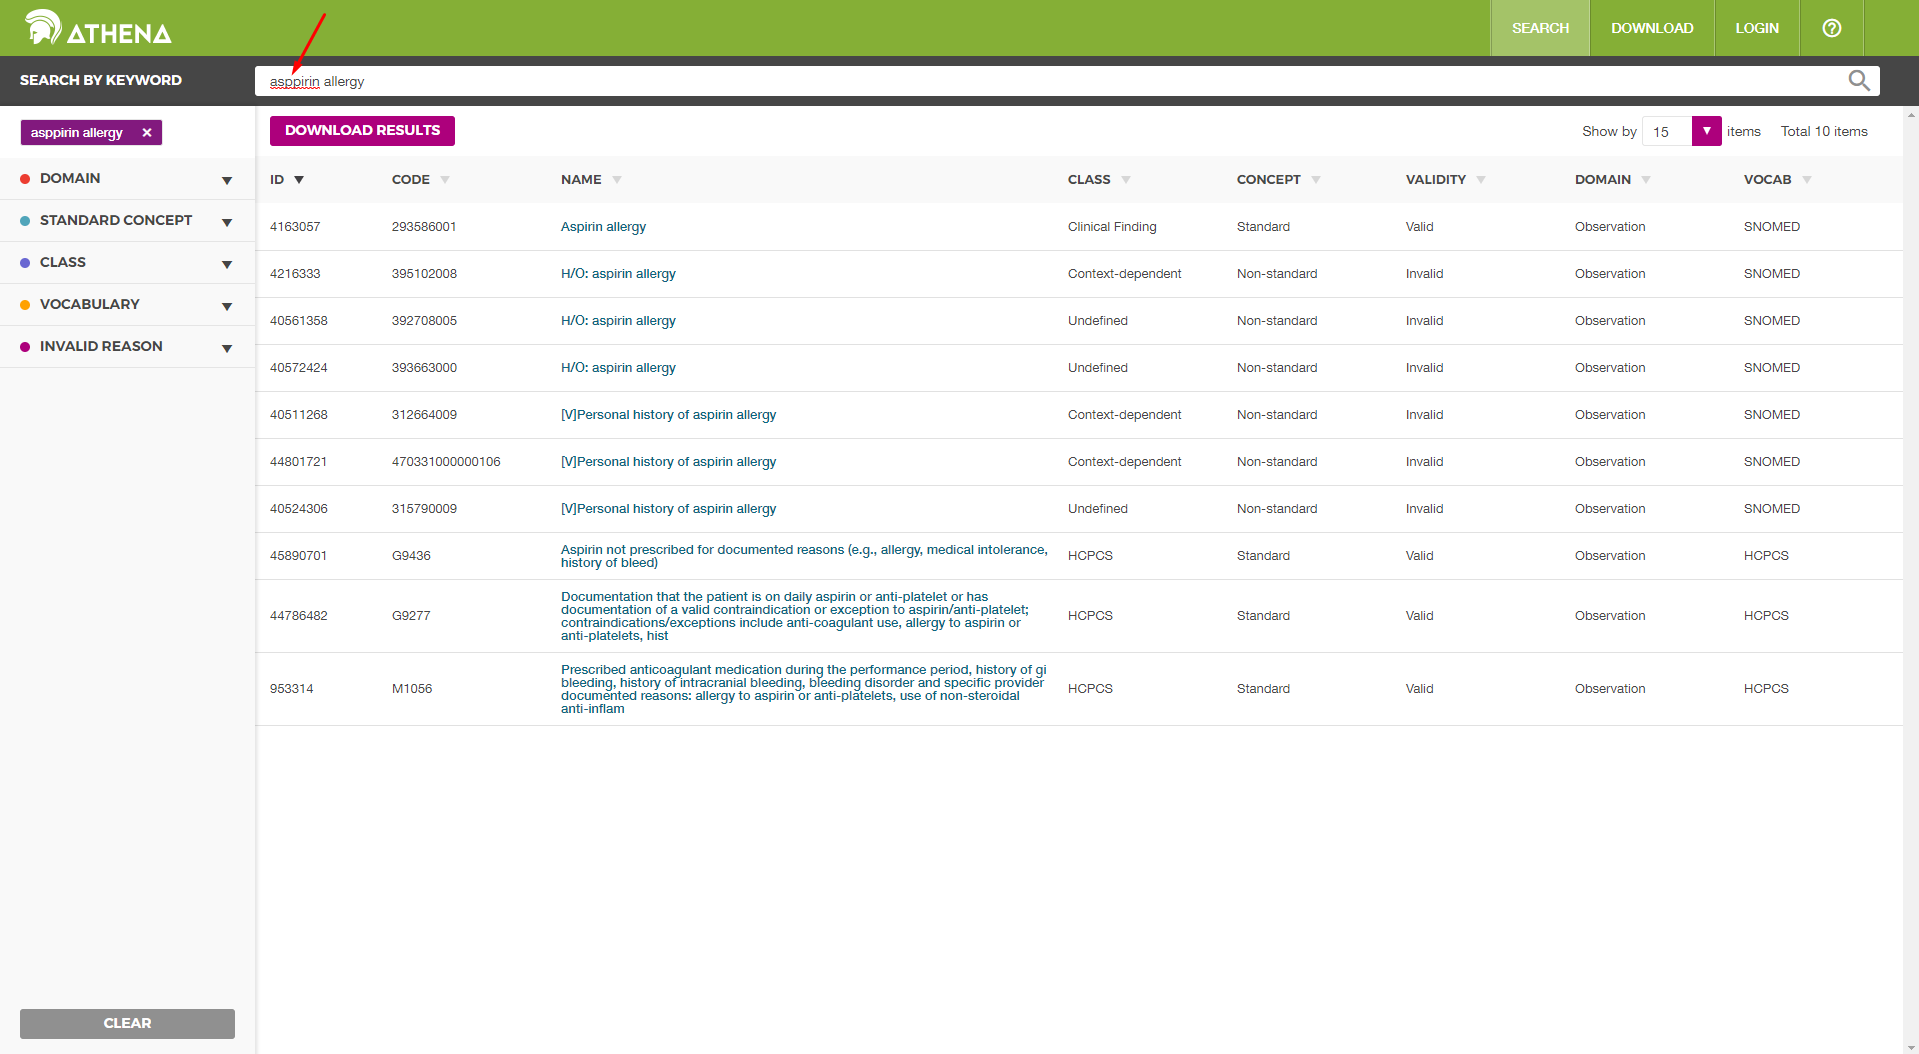 ATHENA
SEARCH
DOWNLOAD
LOGIN
?
SEARCH BY KEYWORD
asppirin allergy
asppirin allergy ×
DOMAIN
STANDARD CONCEPT
CLASS
VOCABULARY
INVALID REASON
CLEAR
DOWNLOAD RESULTS
Show by 15 items Total 10 items
ID CODE NAME CLASS CONCEPT VALIDITY DOMAIN VOCAB
4163057 293586001 Aspirin allergy Clinical Finding Standard Valid Observation SNOMED
4216333 395102008 H/O: aspirin allergy Context-dependent Non-standard Invalid Observation SNOMED
40561358 392708005 H/O: aspirin allergy Undefined Non-standard Invalid Observation SNOMED
40572424 393663000 H/O: aspirin allergy Undefined Non-standard Invalid Observation SNOMED
40511268 312664009 [V]Personal history of aspirin allergy Context-dependent Non-standard Invalid Observation SNOMED
44801721 470331000000106 [V]Personal history of aspirin allergy Context-dependent Non-standard Invalid Observation SNOMED
40524306 315790009 [V]Personal history of aspirin allergy Undefined Non-standard Invalid Observation SNOMED
45890701 G9436 Aspirin not prescribed for documented reasons (e.g., allergy, medical intolerance,
history of bleed) HCPCS Standard Valid Observation HCPCS
44786482 G9277 Documentation that the patient is on daily aspirin or anti-platelet or has
documentation of a valid contraindication or exception to aspirin/anti-platelet;
contraindications/exceptions include anti-coagulant use, allergy to aspirin or
anti-platelets, hist HCPCS Standard Valid Observation HCPCS
953314 M1056 Prescribed anticoagulant medication during the performance period, history of gi
bleeding, history of intracranial bleeding, bleeding disorder and specific provider
documented reasons: allergy to aspirin or anti-platelets, use of non-steroidal
anti-inflam HCPCS Standard Valid Observation HCPCS